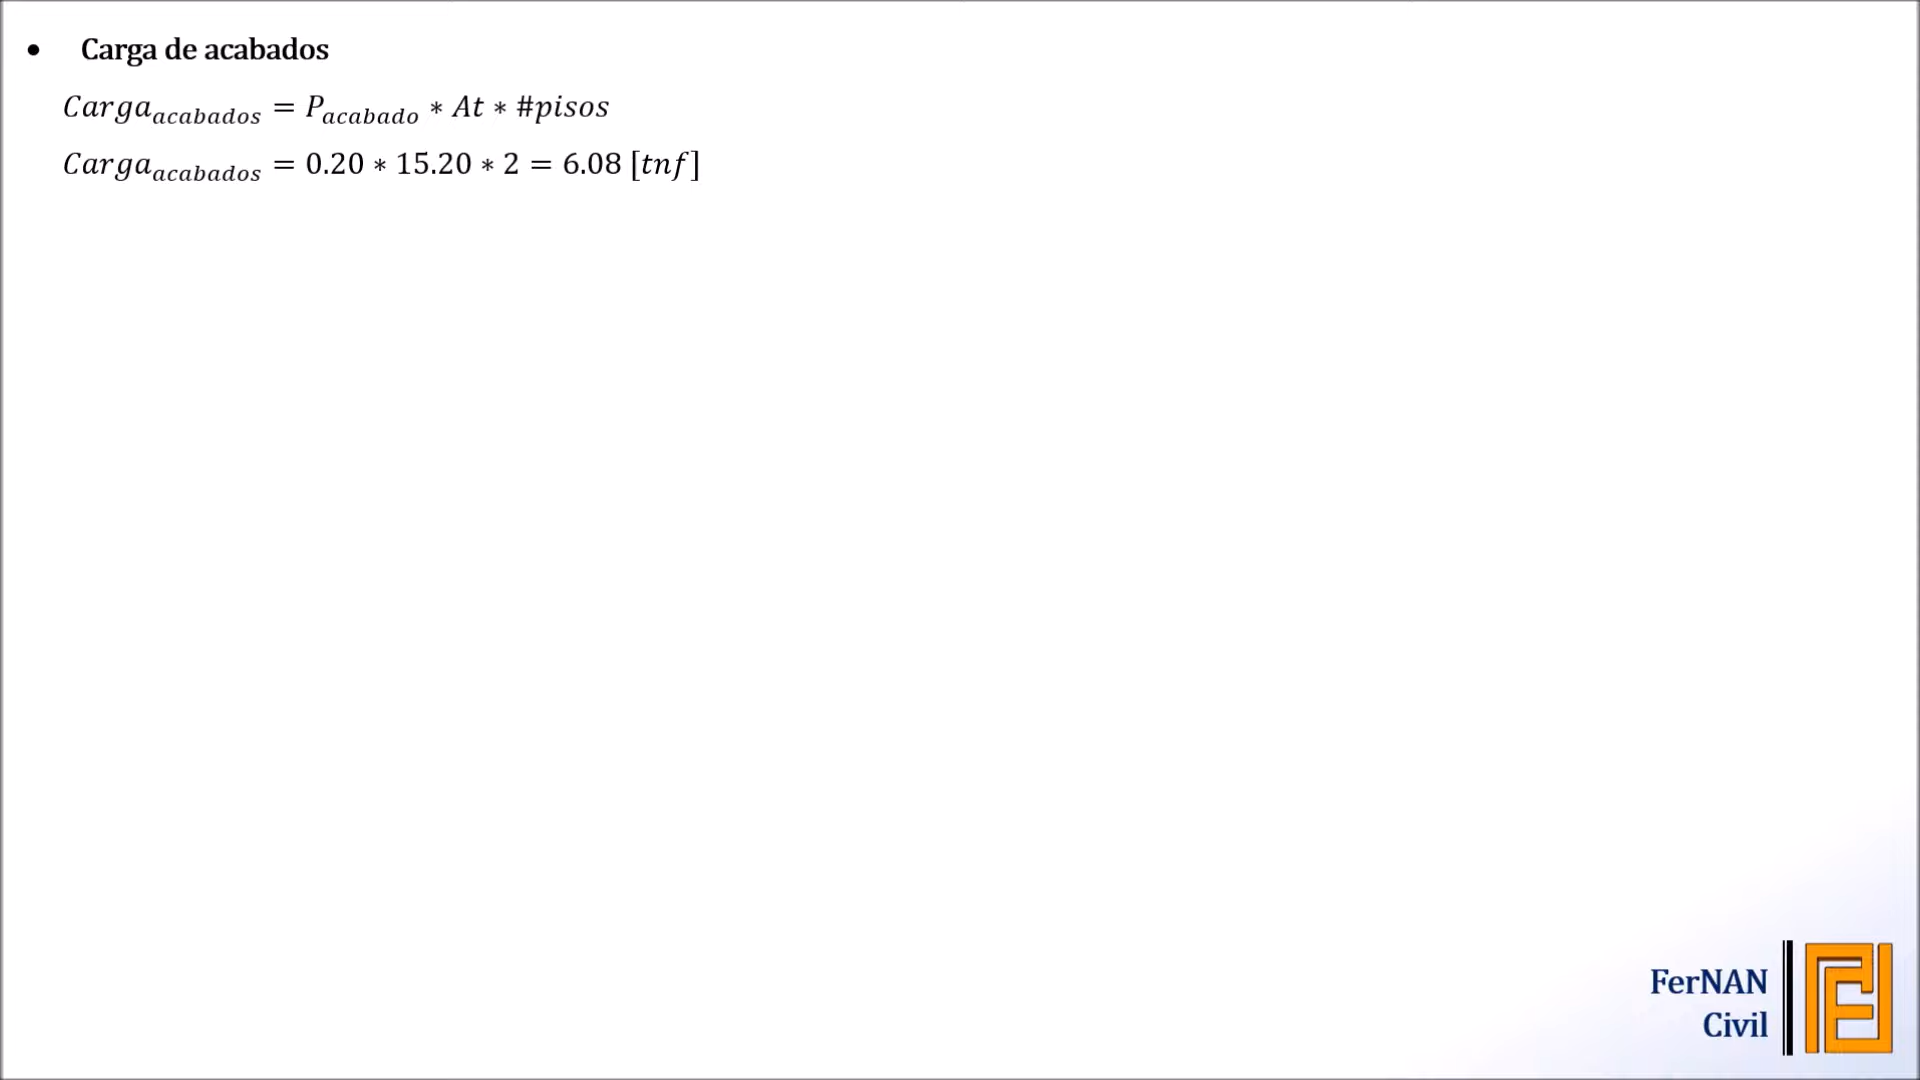 • Carga de acabados
Carga_acabados = P_acabado * At * #pisos
Carga_acabados = 0.20 * 15.20 * 2 = 6.08 [tnf]
FerNAN
Civil